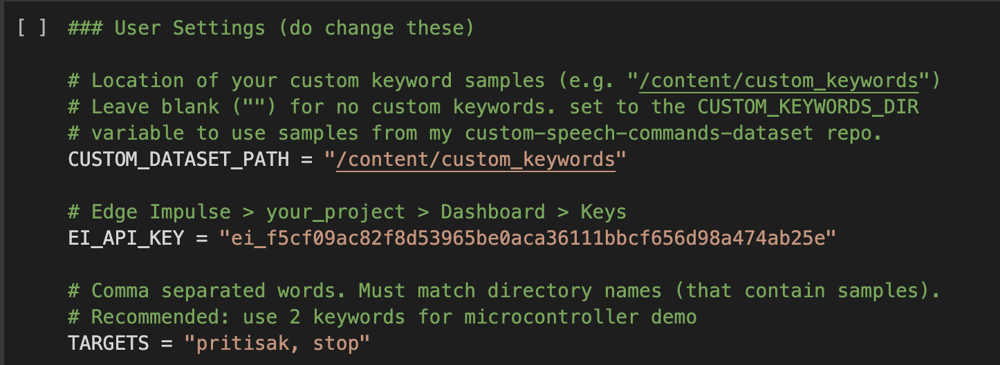 [ ] ### User Settings (do change these)
# Location of your custom keyword samples (e.g. "/content/custom_keywords")
# Leave blank ("") for no custom keywords. set to the CUSTOM_KEYWORDS_DIR
# variable to use samples from my custom-speech-commands-dataset repo.
CUSTOM_DATASET_PATH = "/content/custom_keywords"
# Edge Impulse > your_project > Dashboard > Keys
EI_API_KEY = "ei_f5cf09ac82f8d53965be0aca36111bbcf656d98a474ab25e"
# Comma separated words. Must match directory names (that contain samples).
# Recommended: use 2 keywords for microcontroller demo
TARGETS = "pritisak, stop"